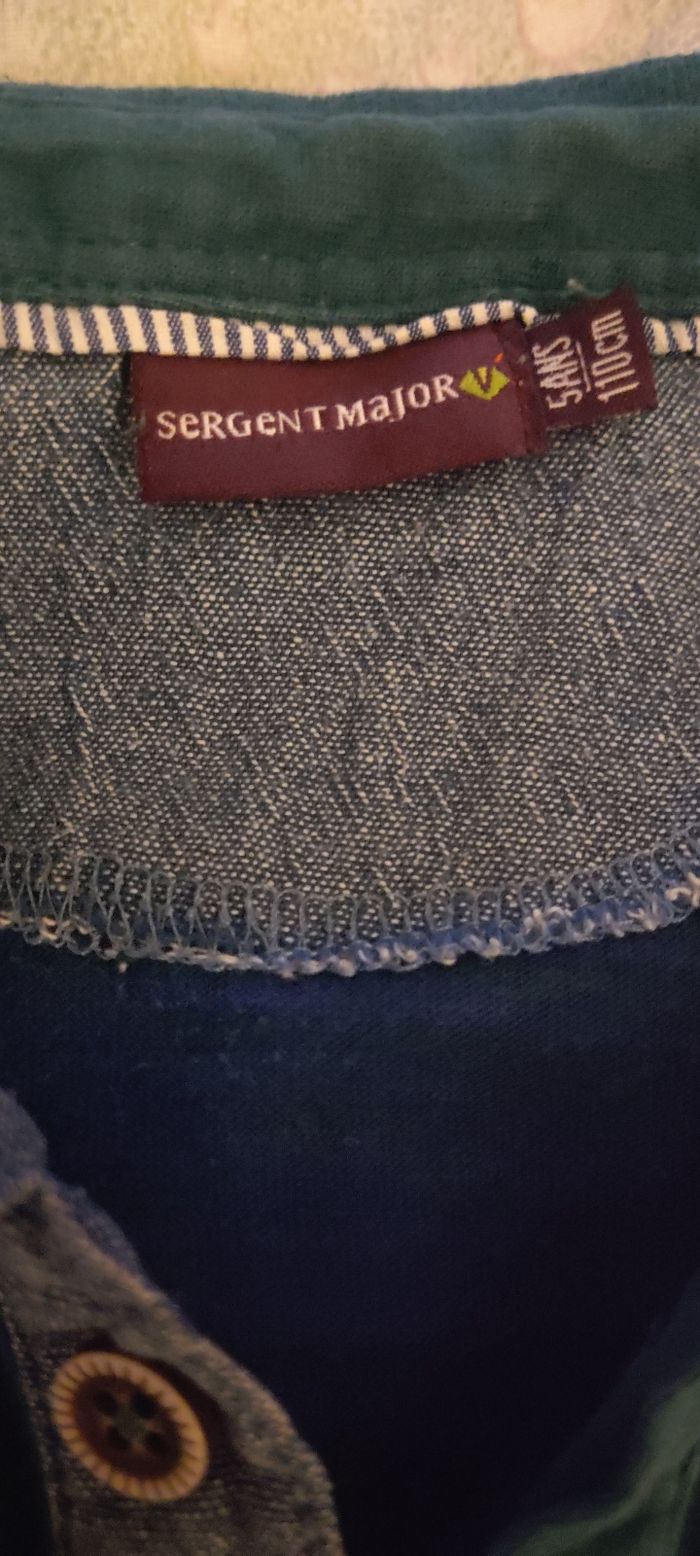 SeRGeNT MaJoR
5 ANS
110cm